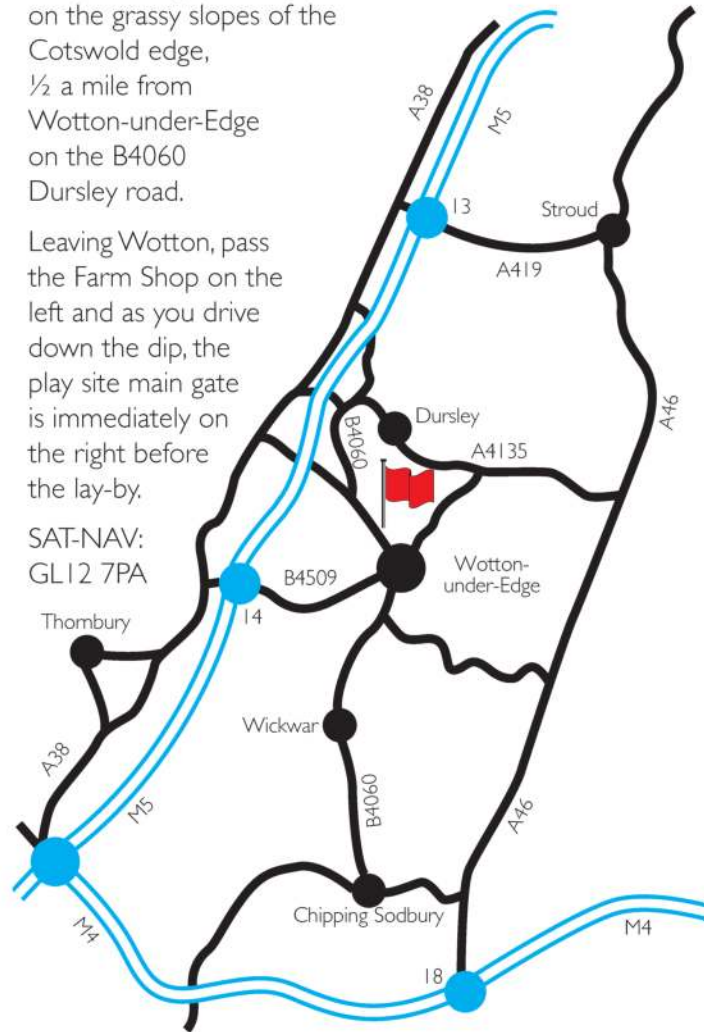 on the grassy slopes of the
Cotswold edge,
½ a mile from
Wotton-under-Edge
on the B4060
Dursley road.
Leaving Wotton, pass
the Farm Shop on the
left and as you drive
down the dip, the
play site main gate
is immediately on
the right before
the lay-by.
SAT-NAV:
GL12 7PA
A38
M5
13
Stroud
A419
A46
Dursley
B4060
A4135
Wotton-
under-Edge
B4509
14
Thornbury
Wickwar
A38
M5
B4060
A46
Chipping Sodbury
M4
18
M4